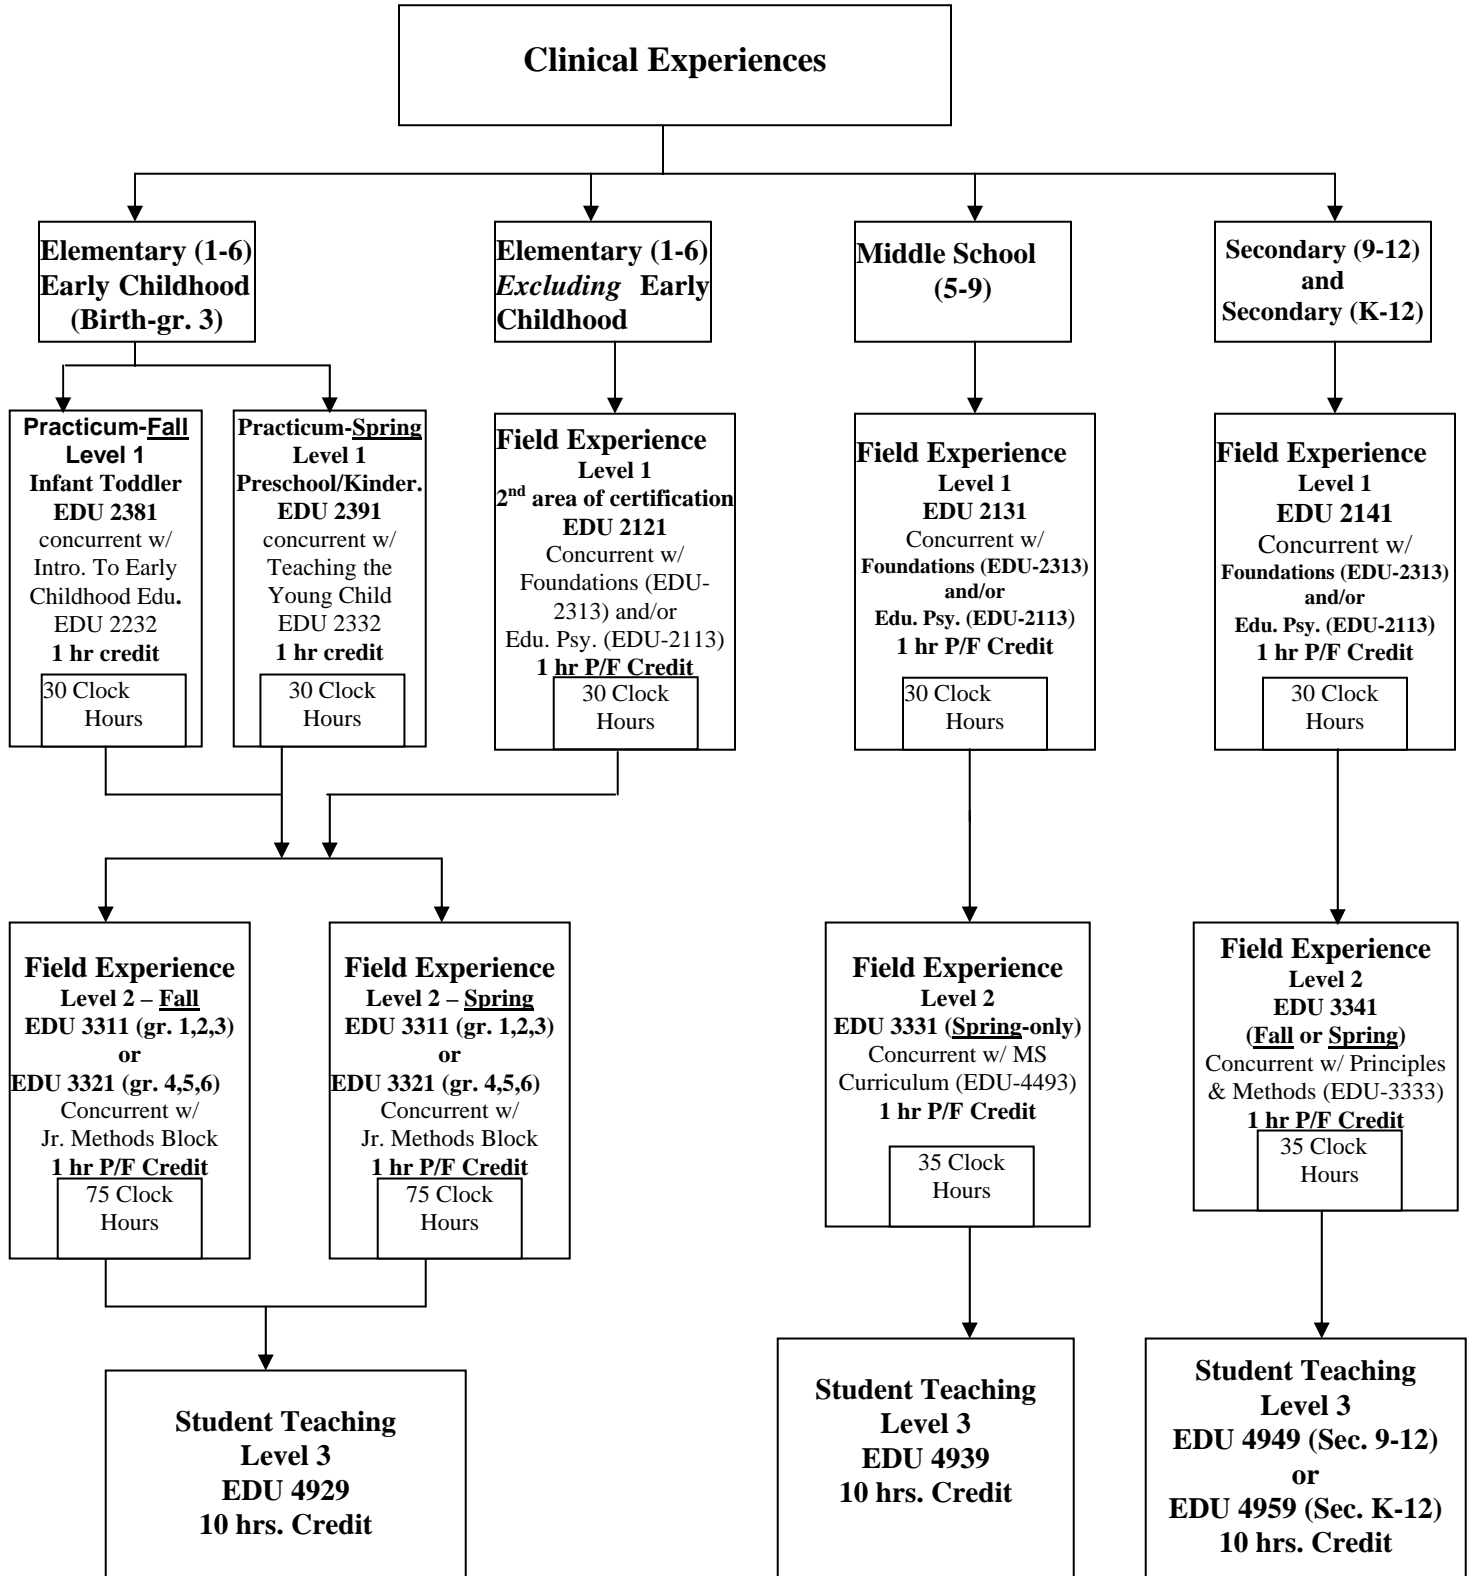 Clinical Experiences
Elementary (1-6)
Early Childhood
(Birth-gr. 3)
Elementary (1-6)
Excluding Early
Childhood
Middle School
(5-9)
Secondary (9-12)
and
Secondary (K-12)
Practicum-Fall
Level 1
Infant Toddler
EDU 2381
concurrent w/
Intro. To Early
Childhood Edu.
EDU 2232
1 hr credit
30 Clock
Hours
Practicum-Spring
Level 1
Preschool/Kinder.
EDU 2391
concurrent w/
Teaching the
Young Child
EDU 2332
1 hr credit
30 Clock
Hours
Field Experience
Level 1
2nd area of certification
EDU 2121
Concurrent w/
Foundations (EDU-
2313) and/or
Edu. Psy. (EDU-2113)
1 hr P/F Credit
30 Clock
Hours
Field Experience
Level 1
EDU 2131
Concurrent w/
Foundations (EDU-2313)
and/or
Edu. Psy. (EDU-2113)
1 hr P/F Credit
30 Clock
Hours
Field Experience
Level 1
EDU 2141
Concurrent w/
Foundations (EDU-2313)
and/or
Edu. Psy. (EDU-2113)
1 hr P/F Credit
30 Clock
Hours
Field Experience
Level 2 – Fall
EDU 3311 (gr. 1,2,3)
or
EDU 3321 (gr. 4,5,6)
Concurrent w/
Jr. Methods Block
1 hr P/F Credit
75 Clock
Hours
Field Experience
Level 2 – Spring
EDU 3311 (gr. 1,2,3)
or
EDU 3321 (gr. 4,5,6)
Concurrent w/
Jr. Methods Block
1 hr P/F Credit
75 Clock
Hours
Field Experience
Level 2
EDU 3331 (Spring-only)
Concurrent w/ MS
Curriculum (EDU-4493)
1 hr P/F Credit
35 Clock
Hours
Field Experience
Level 2
EDU 3341
(Fall or Spring)
Concurrent w/ Principles
& Methods (EDU-3333)
1 hr P/F Credit
35 Clock
Hours
Student Teaching
Level 3
EDU 4929
10 hrs. Credit
Student Teaching
Level 3
EDU 4939
10 hrs. Credit
Student Teaching
Level 3
EDU 4949 (Sec. 9-12)
or
EDU 4959 (Sec. K-12)
10 hrs. Credit